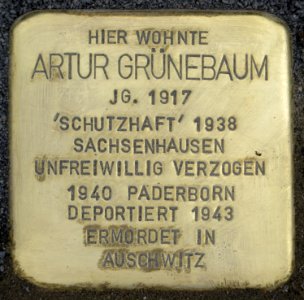 HIER WOHNTE
ARTUR GRÜNEBAUM
JG. 1917
'SCHUTZHAFT' 1938
SACHSENHAUSEN
UNFREIWILLIG VERZOGEN
1940 PADERBORN
DEPORTIERT 1943
ERMORDET IN
AUSCHWITZ